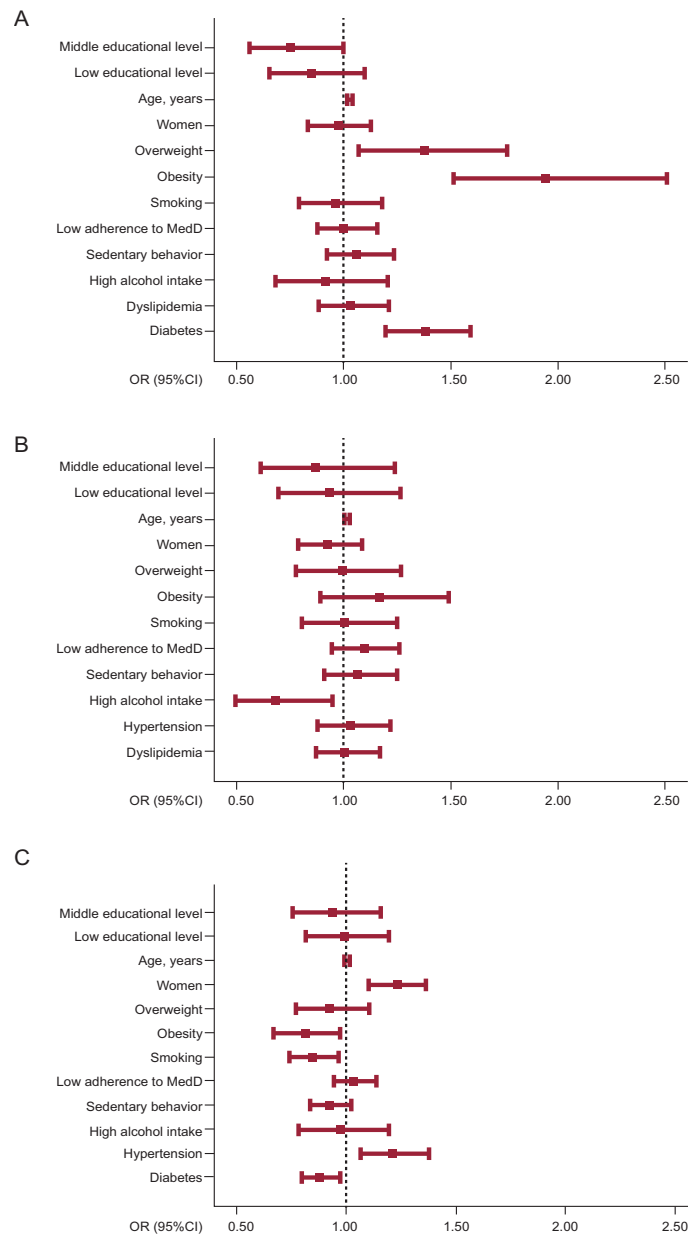 A
Middle educational level
Low educational level
Age, years
Women
Overweight
Obesity
Smoking
Low adherence to MedD
Sedentary behavior
High alcohol intake
Dyslipidemia
Diabetes
OR (95%CI) 0.50 1.00 1.50 2.00 2.50
B
Middle educational level
Low educational level
Age, years
Women
Overweight
Obesity
Smoking
Low adherence to MedD
Sedentary behavior
High alcohol intake
Hypertension
Dyslipidemia
OR (95%CI) 0.50 1.00 1.50 2.00 2.50
C
Middle educational level
Low educational level
Age, years
Women
Overweight
Obesity
Smoking
Low adherence to MedD
Sedentary behavior
High alcohol intake
Hypertension
Diabetes
OR (95%CI) 0.50 1.00 1.50 2.00 2.50